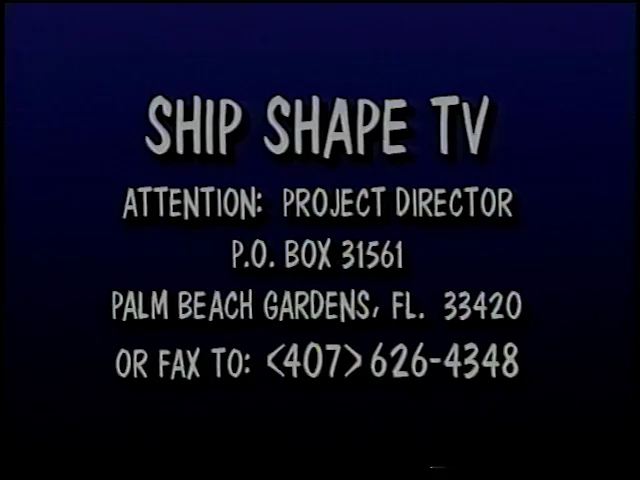 SHIP SHAPE TV
ATTENTION: PROJECT DIRECTOR
P.O. BOX 31561
PALM BEACH GARDENS, FL. 33420
OR FAX TO: <407> 626-4348